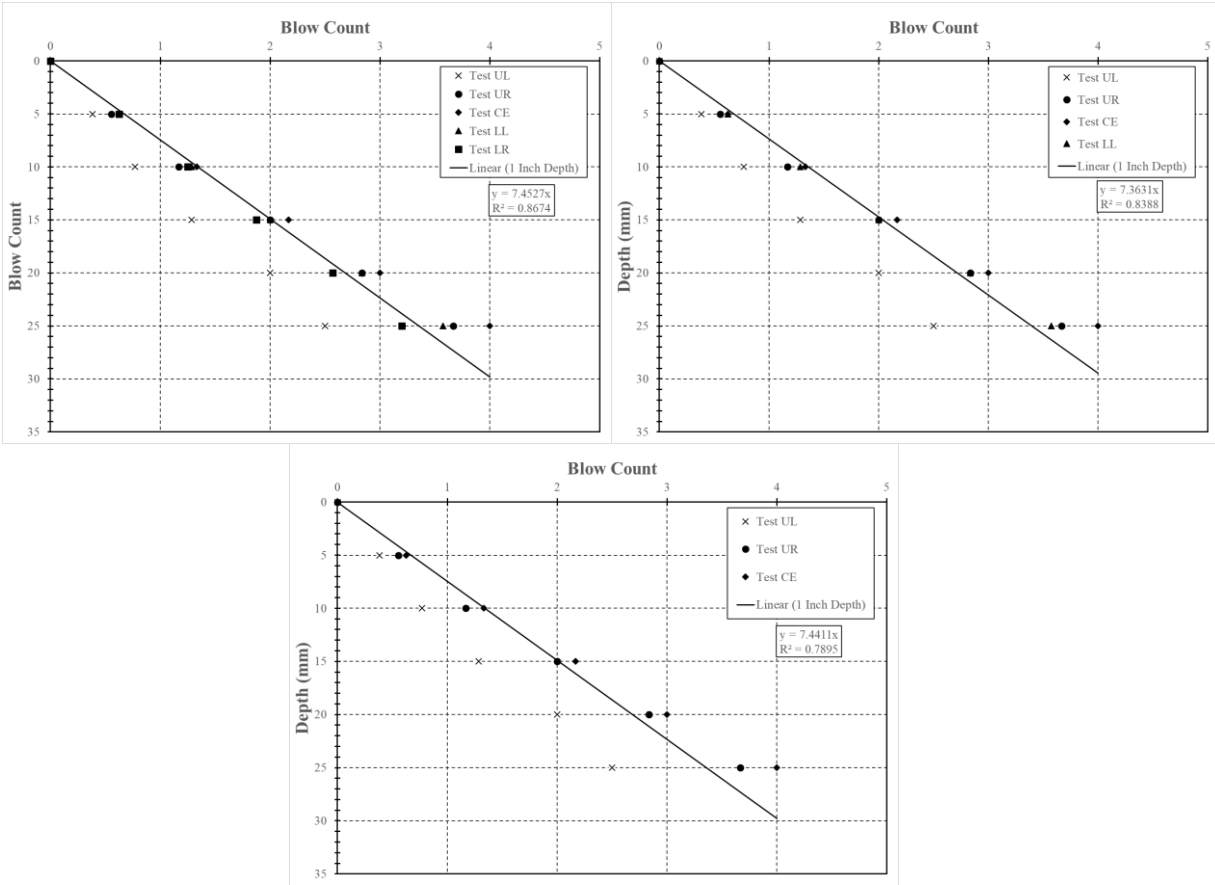 Blow Count
0 1 2 3 4 5
0
5
10
15
20
25
30
35
Blow Count
Test UL
Test UR
Test CE
Test LL
Test LR
Linear (1 Inch Depth)
y = 7.4527x
R² = 0.8674
Blow Count
0 1 2 3 4 5
0
5
10
15
20
25
30
35
Depth (mm)
Test UL
Test UR
Test CE
Test LL
Linear (1 Inch Depth)
y = 7.3631x
R² = 0.8388
Blow Count
0 1 2 3 4 5
0
5
10
15
20
25
30
35
Depth (mm)
Test UL
Test UR
Test CE
Linear (1 Inch Depth)
y = 7.4411x
R² = 0.7895